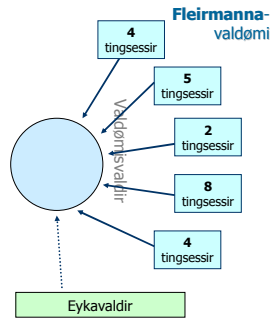 Fleirmanna-
valdømi
4
tingsessir
5
tingsessir
Valdømisvaldir
2
tingsessir
8
tingsessir
4
tingsessir
Eykavaldir